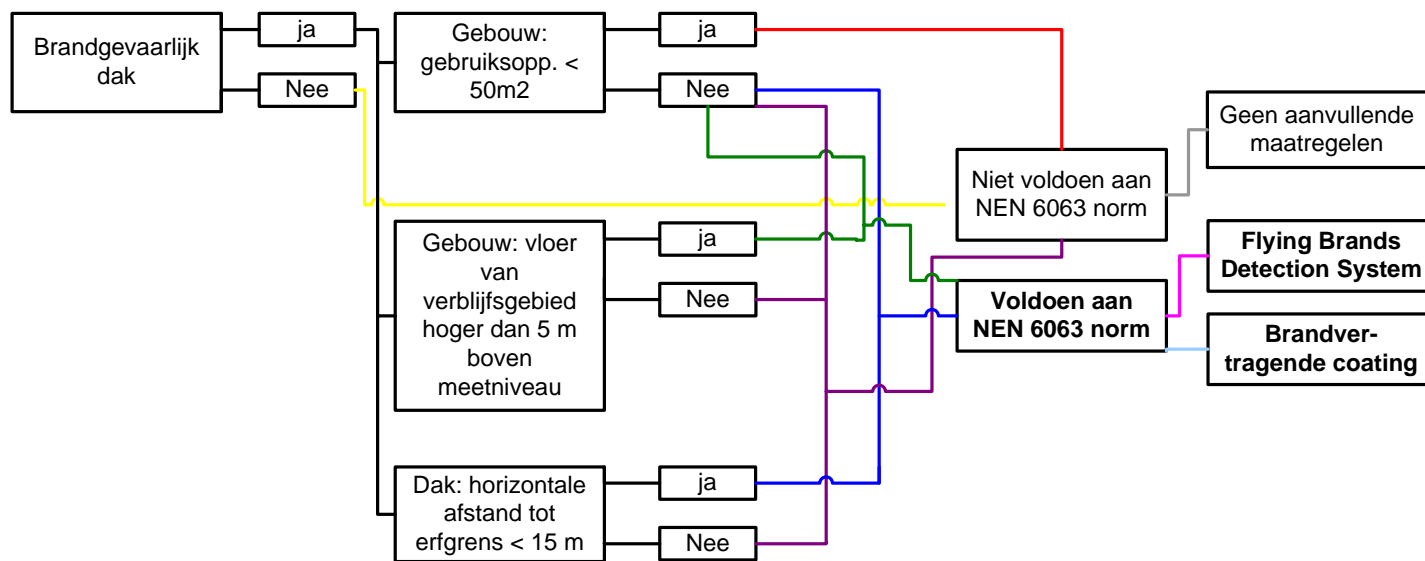 Brandgevaarlijk
dak
ja
Nee
Gebouw:
gebruiksopp. <
50m2
ja
Nee
Gebouw: vloer
van
verblijfsgebied
hoger dan 5 m
boven
meetniveau
ja
Nee
Dak: horizontale
afstand tot
erfgrens < 15 m
ja
Nee
Niet voldoen aan
NEN 6063 norm
Voldoen aan
NEN 6063 norm
Geen aanvullende
maatregelen
Flying Brands
Detection System
Brandver-
tragende coating